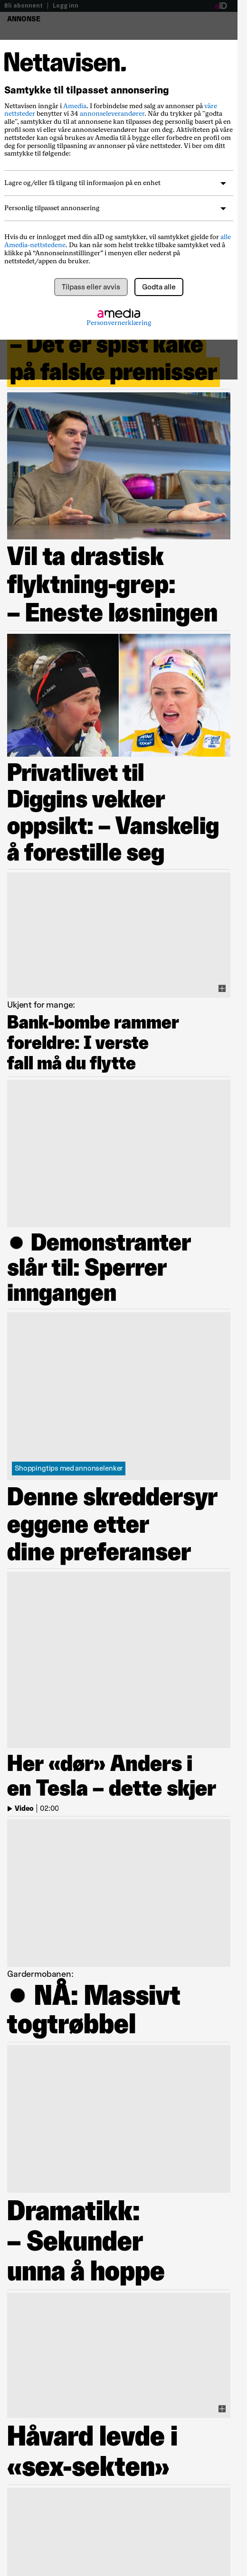 Bli abonnent | Logg inn
aID
ANNONSE
Nettavisen.
Samtykke til tilpasset annonsering
Nettavisen inngår i Amedia. I forbindelse med salg av annonser på våre
nettsteder benytter vi 34 annonseleverandører. Når du trykker på "godta
alle", samtykker du til at annonsene kan tilpasses deg personlig basert på en
profil som en eller våre annonseleverandører har om deg. Aktiviteten på våre
nettsteder kan også brukes av Amedia til å bygge eller forbedre en profil om
deg for personlig tilpasning av annonser på våre nettsteder. Vi ber om ditt
samtykke til følgende:
Lagre og/eller få tilgang til informasjon på en enhet
Personlig tilpasset annonsering
Hvis du er innlogget med din aID og samtykker, vil samtykket gjelde for alle
Amedia-nettstedene. Du kan når som helst trekke tilbake samtykket ved å
klikke på “Annonseinnstillinger” i menyen eller nederst på
nettstedet/appen du bruker.
Tilpass eller avvis
Godta alle
amedia
Personvernerklæring
– Det er spist kake
på falske premisser
Vil ta drastisk
flyktning-grep:
– Eneste løsningen
Privatlivet til
Diggins vekker
oppsikt: – Vanskelig
å forestille seg
Ukjent for mange:
Bank-bombe rammer
foreldre: I verste
fall må du flytte
● Demonstranter
slår til: Sperrer
inngangen
Shoppingtips med annonselenker
Denne skreddersyr
eggene etter
dine preferanser
Her «dør» Anders i
en Tesla – dette skjer
Video | 02:00
Gardermobanen:
● NÅ: Massivt
togtrøbbel
Dramatikk:
– Sekunder
unna å hoppe
Håvard levde i
«sex-sekten»